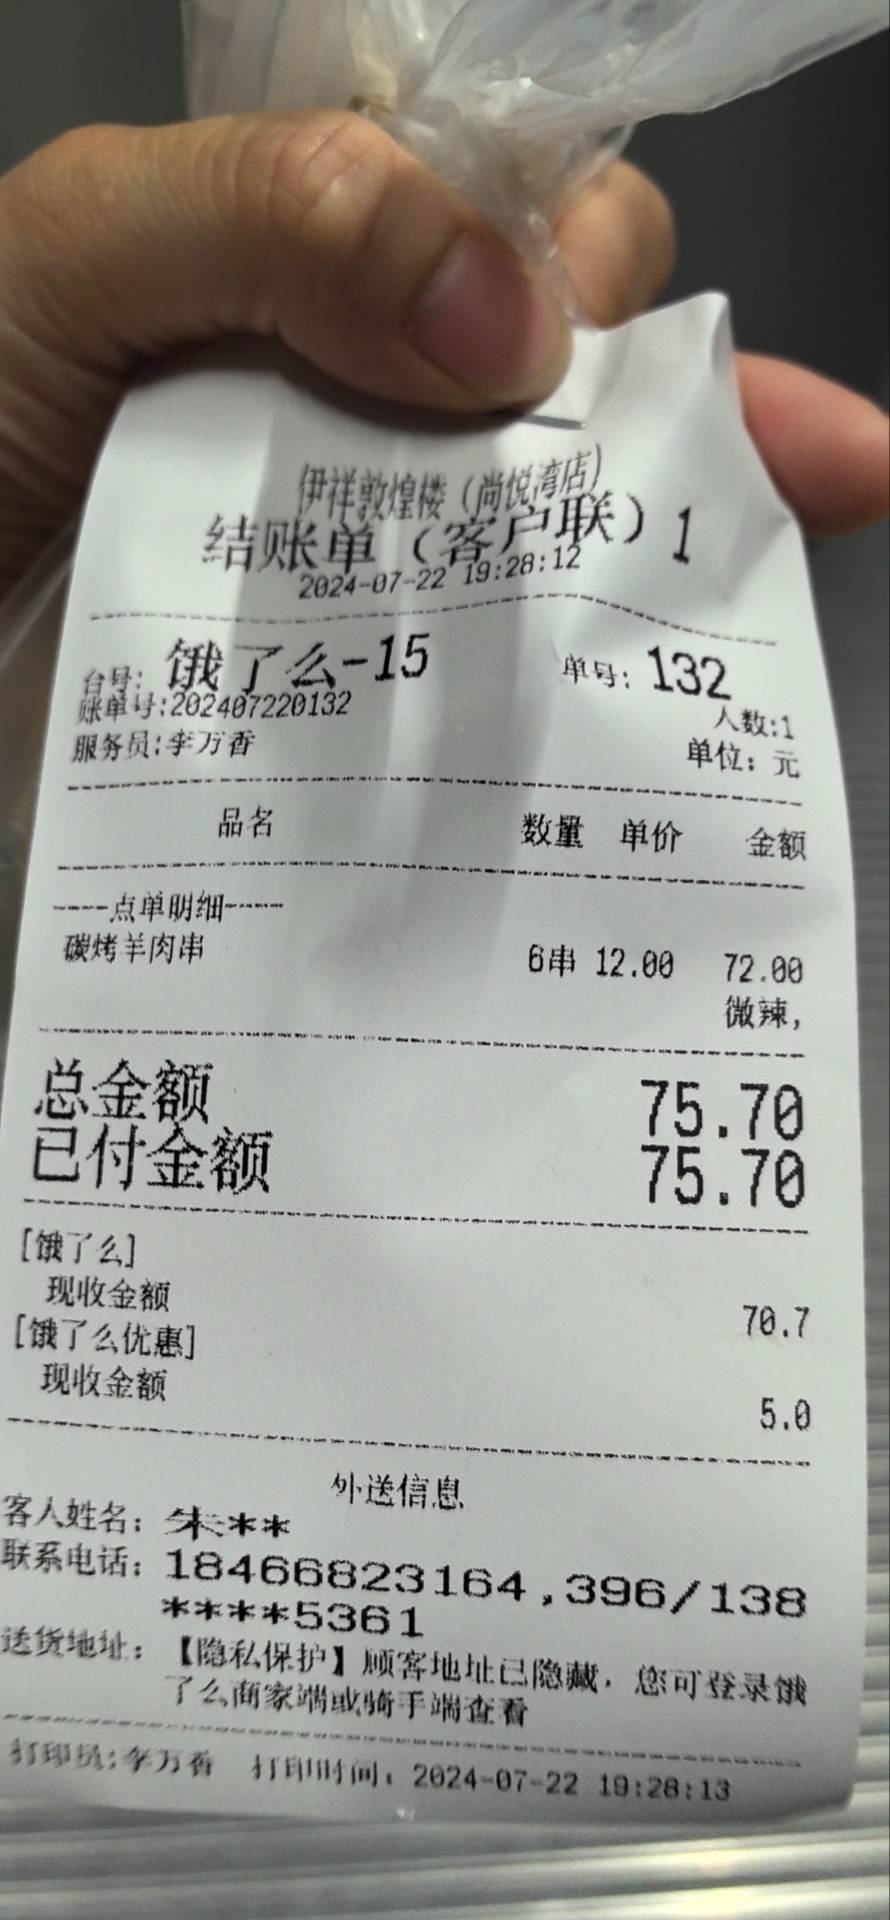 伊祥敦煌楼（尚悦湾店）
结账单（客户联）1
2024-07-22 19:28:12
台号: 饿了么-15 单号: 132
账单号:202407220132 人数:1
服务员:李万香 单位: 元
品名 数量 单价 金额
----点单明细-----
碳烤羊肉串 6串 12.00 72.00
微辣,
总金额 75.70
已付金额 75.70
[饿了么]
现收金额 70.7
[饿了么优惠]
现收金额 5.0
外送信息
客人姓名: 朱**
联系电话: 18466823164,396/138
****5361
送货地址: 【隐私保护】顾客地址已隐藏，您可登录饿
了么商家端或骑手端查看
打印员:李万香 打印时间: 2024-07-22 19:28:13